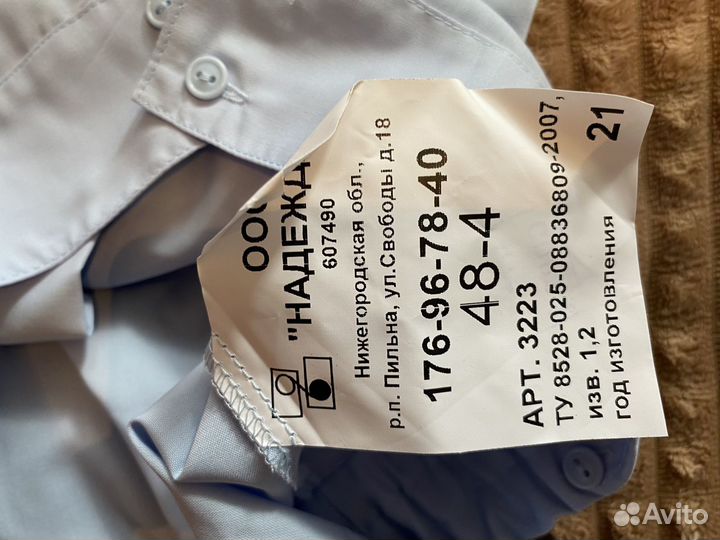 ООО
"НАДЕЖД
607490
Нижегородская обл.,
р.п. Пильна, ул.Свободы д.18
176-96-78-40
48-4
АРТ. 3223
ТУ 8528-025-08836809-2007,
изв. 1,2
год изготовления 21
Avito